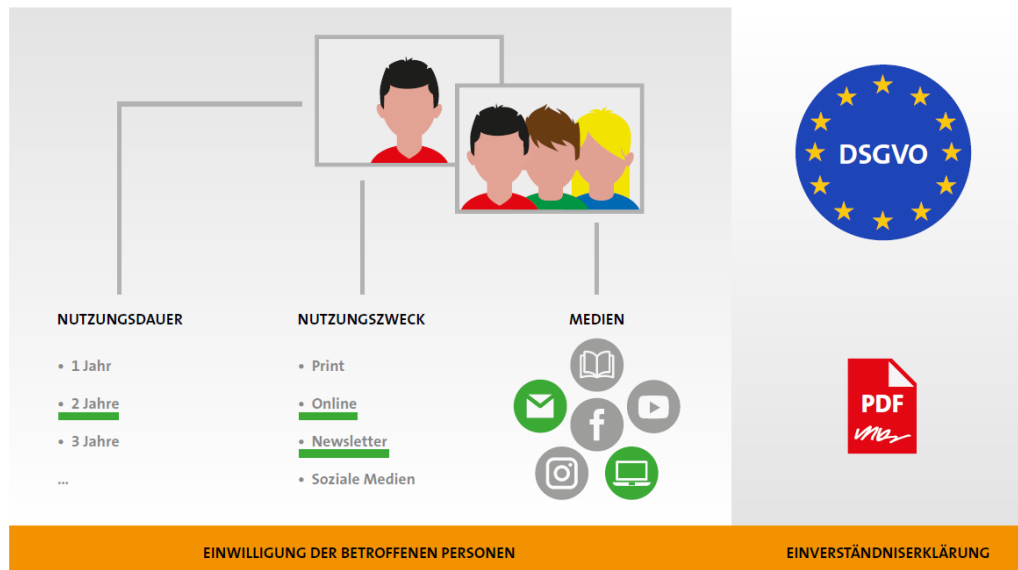 DSGVO
NUTZUNGSDAUER
• 1 Jahr
• 2 Jahre
• 3 Jahre
...
NUTZUNGSZWECK
• Print
• Online
• Newsletter
• Soziale Medien
MEDIEN
PDF
EINWILLIGUNG DER BETROFFENEN PERSONEN
EINVERSTÄNDNISERKLÄRUNG